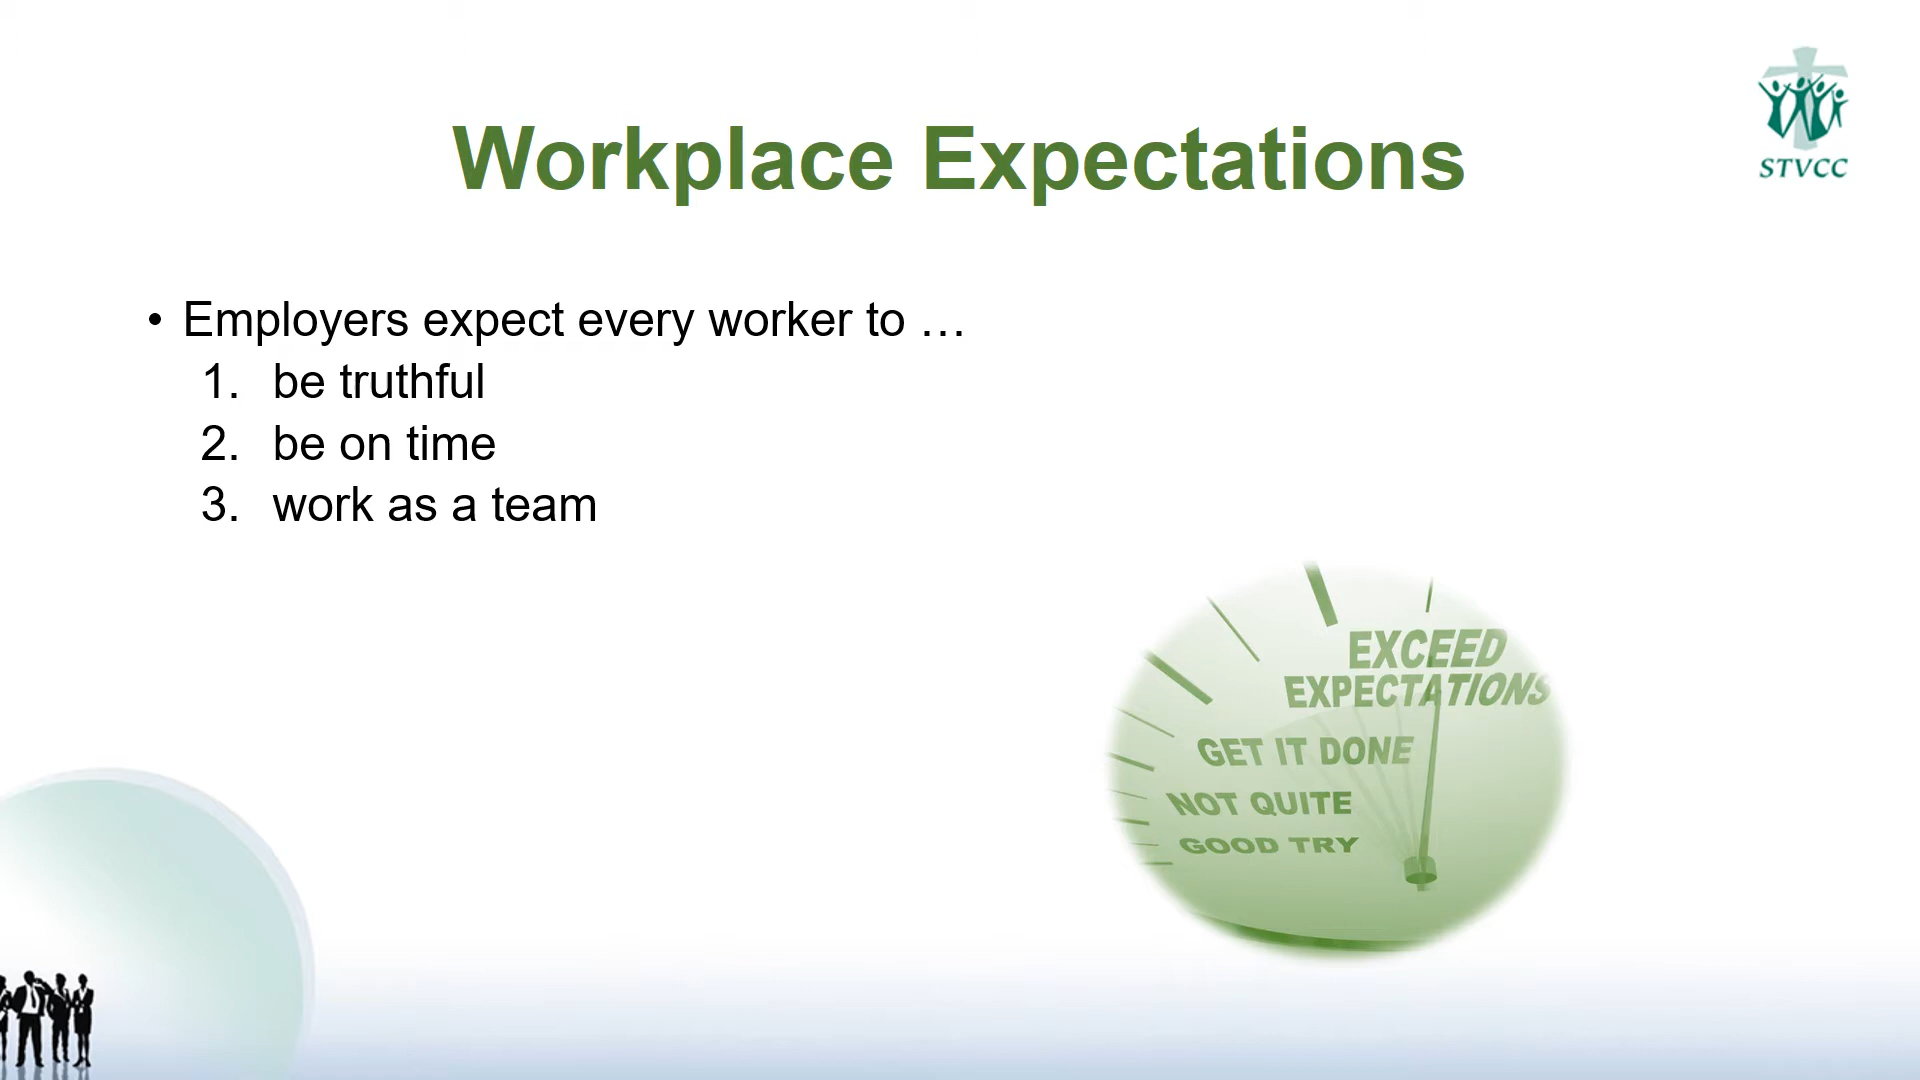 Workplace Expectations
STVCC
• Employers expect every worker to …
1. be truthful
2. be on time
3. work as a team
EXCEED
EXPECTATIONS
GET IT DONE
NOT QUITE
GOOD TRY